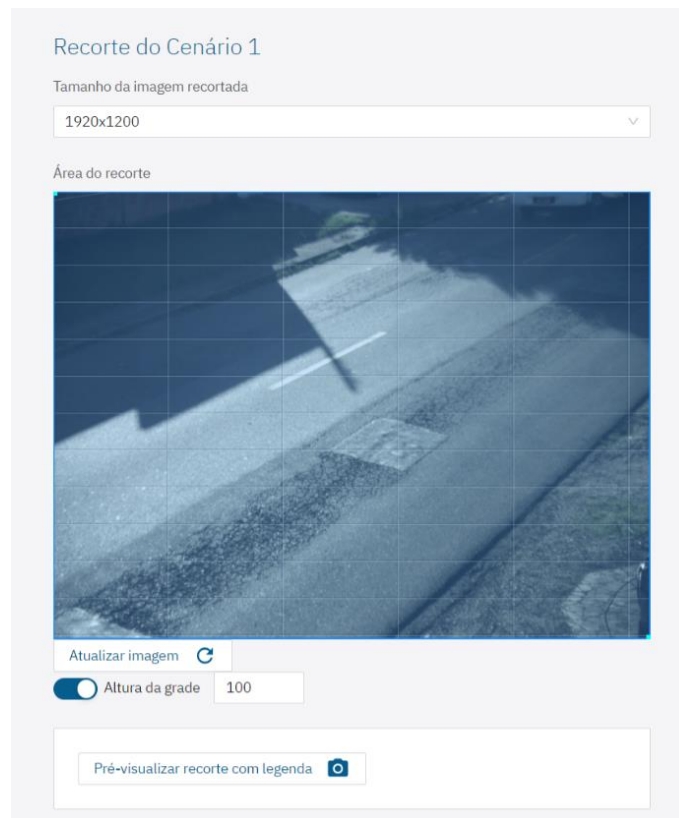 Recorte do Cenário 1
Tamanho da imagem recortada
1920x1200
Área do recorte
Atualizar imagem
Altura da grade 100
Pré-visualizar recorte com legenda